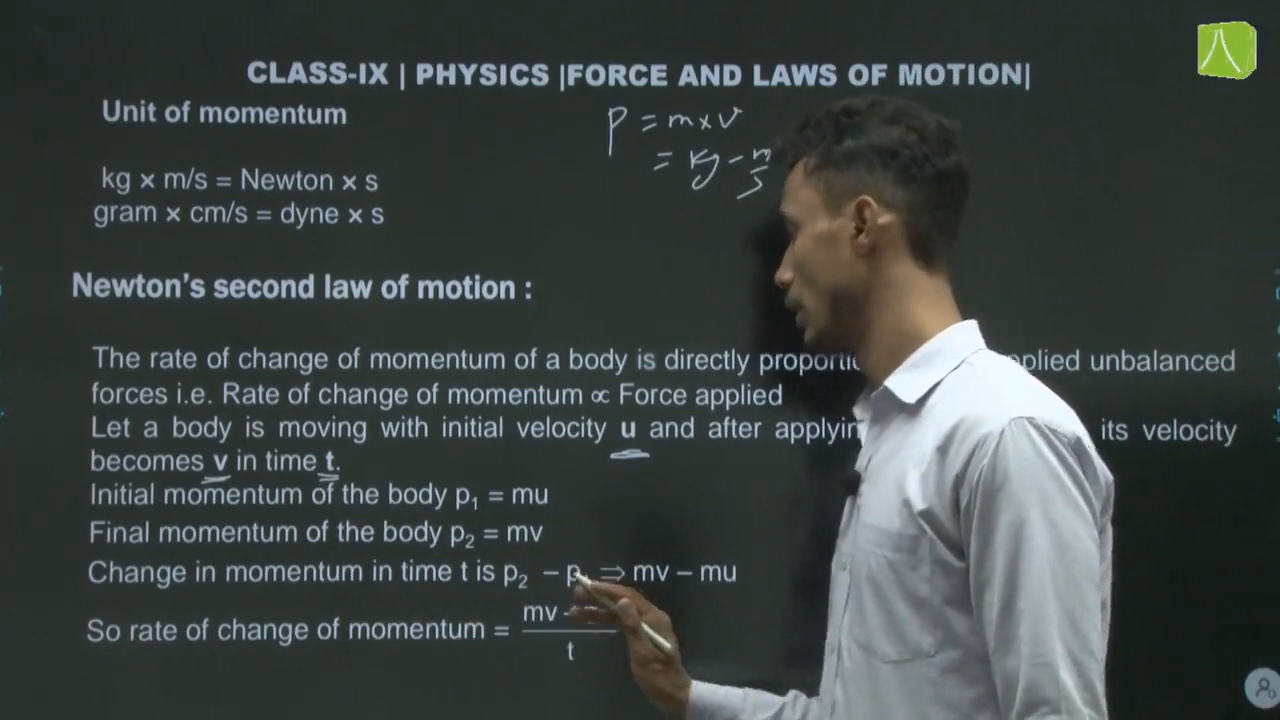 CLASS-IX | PHYSICS |FORCE AND LAWS OF MOTION|
Unit of momentum
P = m×v
= kg - m/s
kg × m/s = Newton × s
gram × cm/s = dyne × s
Newton's second law of motion :
The rate of change of momentum of a body is directly unbalanced
forces i.e. Rate of change of momentum ∝ Force applied
Let a body is moving with initial velocity u and after its velocity
becomes v in time t.
Initial momentum of the body p₁ = mu
Final momentum of the body p₂ = mv
Change in momentum in time t is p₂ – p ⇒ mv – mu
So rate of change of momentum = mv -
t